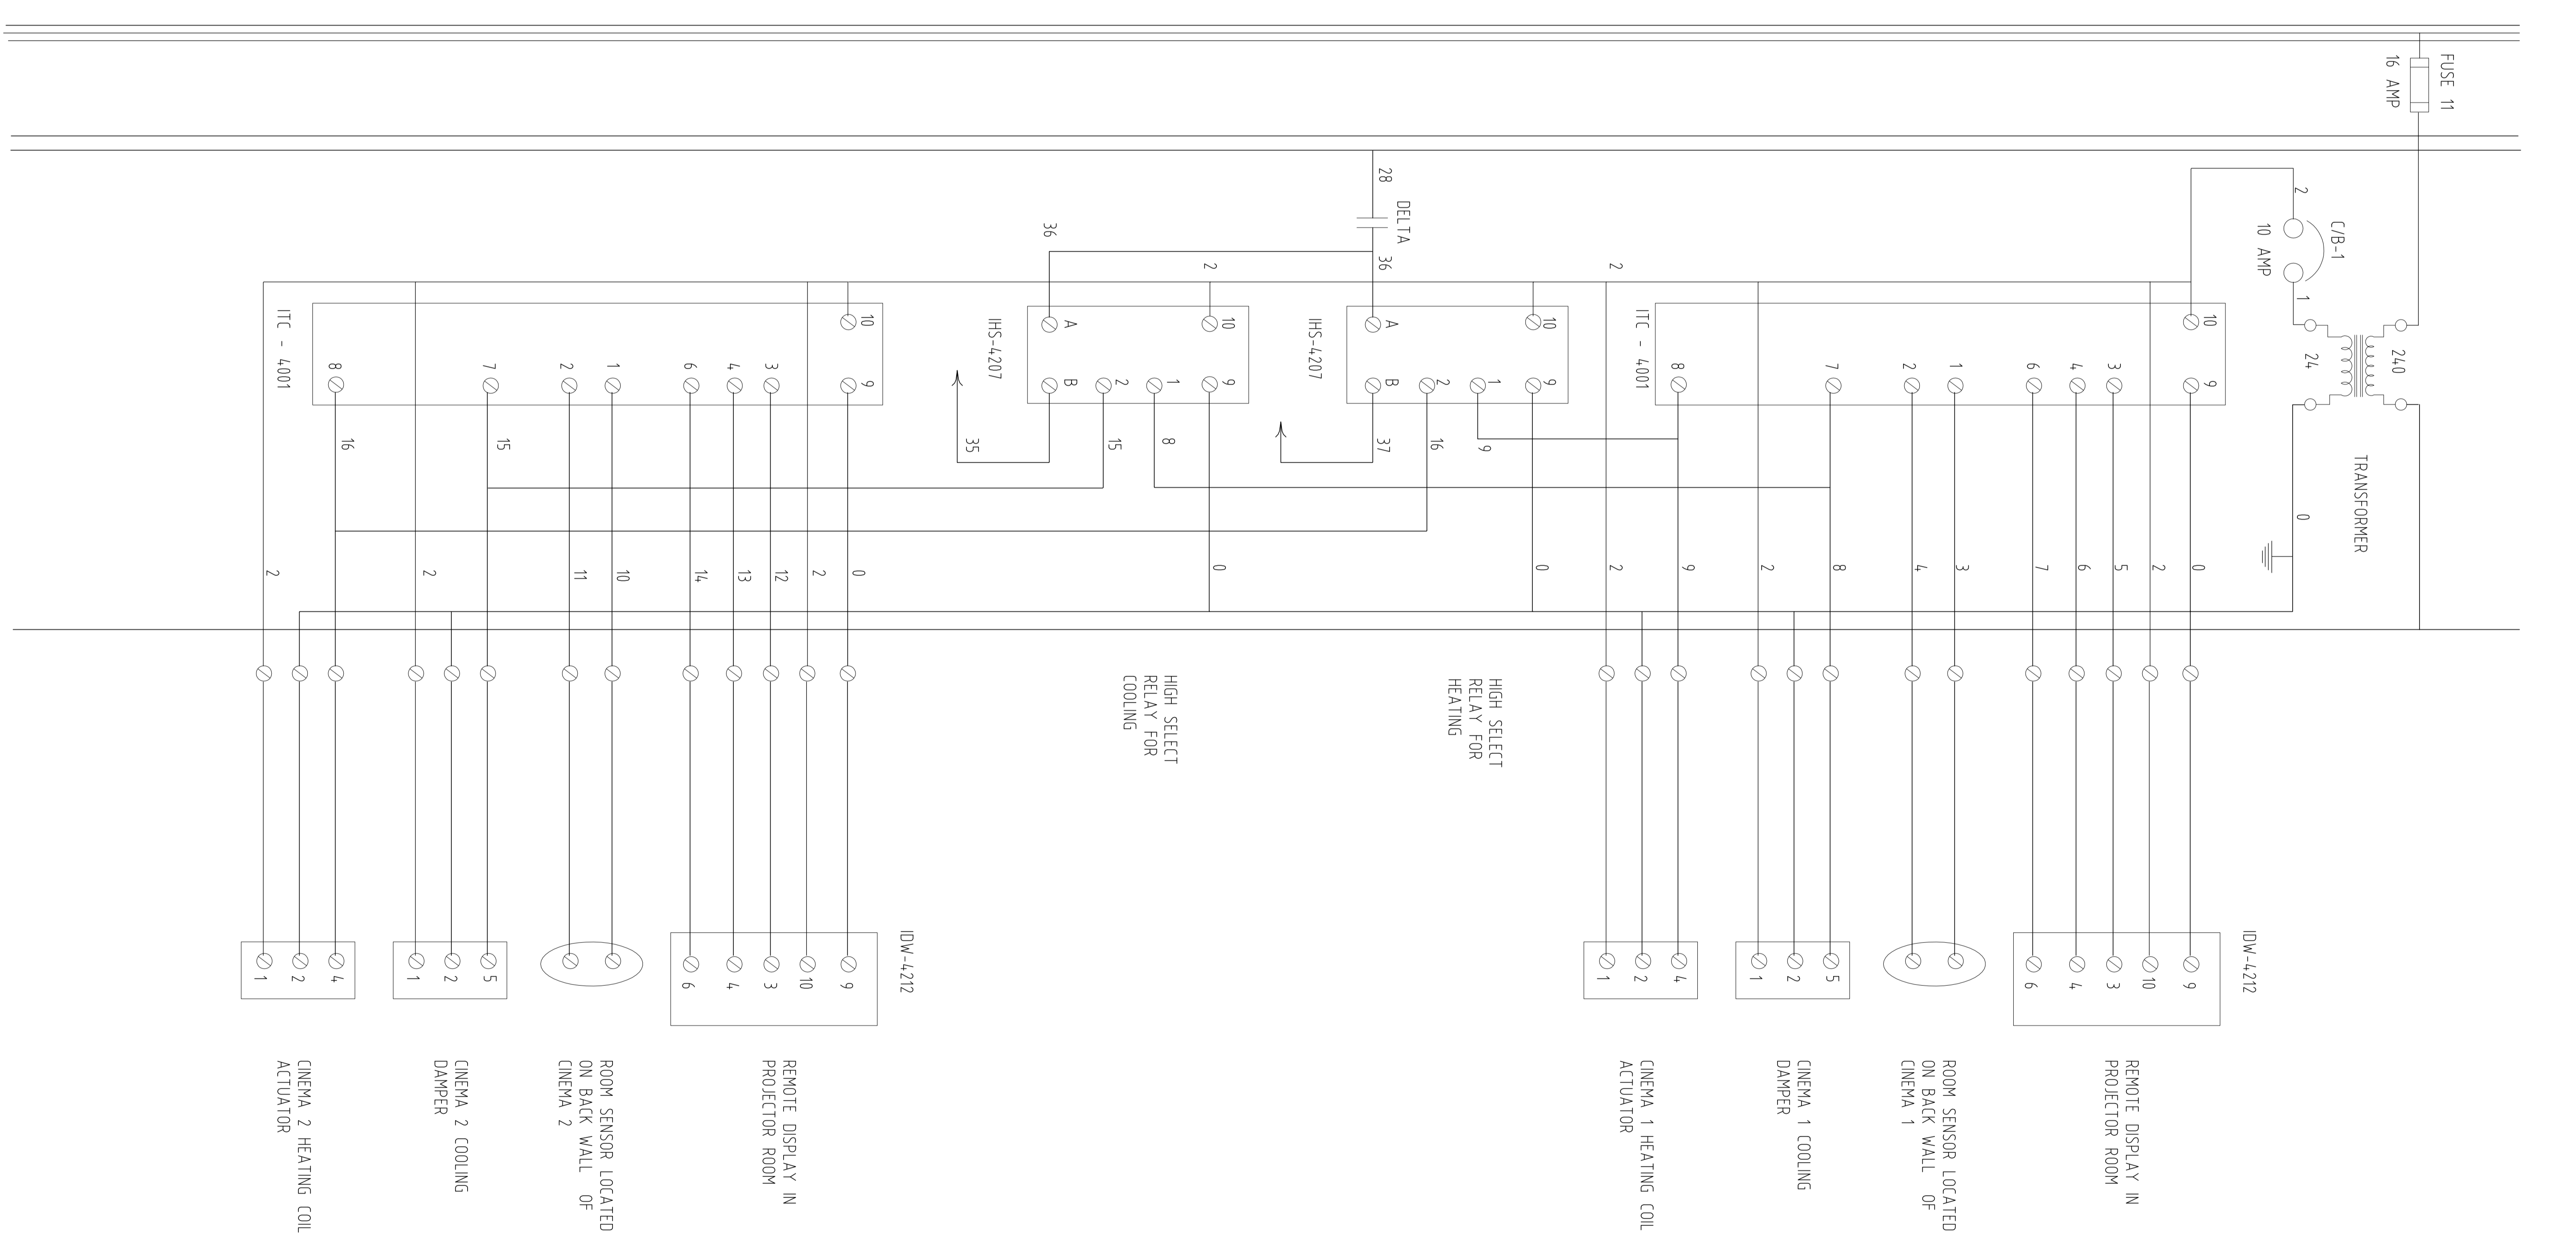 FUSE 11
16 AMP
240
TRANSFORMER
C/B-1
24
1
0
2
10 AMP
IDW-4212
10
9
0
9
2
10
3
5
3
4
6
4
6
7
6
REMOTE DISPLAY IN
PROJECTOR ROOM
1
3
2
4
ROOM SENSOR LOCATED
ON BACK WALL OF
CINEMA 1
7
8
5
2
2
1
CINEMA 1 COOLING
DAMPER
8
9
4
2
2
2
1
CINEMA 1 HEATING COIL
ACTUATOR
ITC - 4001
10
9
0
1
9
2
16
HIGH SELECT
RELAY FOR
HEATING
DELTA
28
36
A
B
37
IHS-4207
2
10
9
0
1
8
2
15
HIGH SELECT
RELAY FOR
COOLING
36
A
B
35
IHS-4207
IDW-4212
10
9
0
9
2
10
3
12
3
4
13
4
6
14
6
REMOTE DISPLAY IN
PROJECTOR ROOM
1
10
2
11
ROOM SENSOR LOCATED
ON BACK WALL OF
CINEMA 2
7
15
5
2
2
1
CINEMA 2 COOLING
DAMPER
8
16
4
2
2
1
CINEMA 2 HEATING COIL
ACTUATOR
ITC - 4001